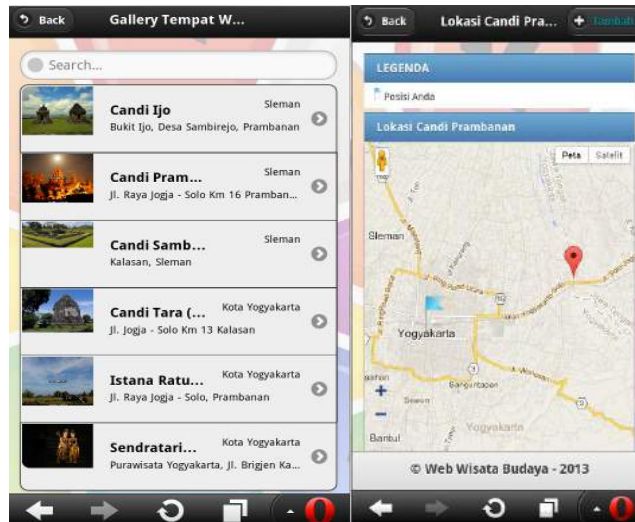 Back
Gallery Tempat W...
Search...
Candi Ijo
Sleman
Bukit Ijo, Desa Sambirejo, Prambanan
Candi Pram...
Sleman
Jl. Raya Jogja - Solo Km 16 Pramban...
Candi Samb...
Sleman
Kalasan, Sleman
Candi Tara (...
Kota Yogyakarta
Jl. Jogja - Solo Km 13 Kalasan
Istana Ratu...
Kota Yogyakarta
Jl. Raya Jogja - Solo, Prambanan
Sendratari...
Kota Yogyakarta
Purawisata Yogyakarta, Jl. Brigjen Ka...
Back
Lokasi Candi Pra...
Tambah
LEGENDA
Posisi Anda
Lokasi Candi Prambanan
Peta
Satelit
Sleman
Yogyakarta
Banguntapan
Sewon
Bantul
Yogyakarta
© Web Wisata Budaya - 2013